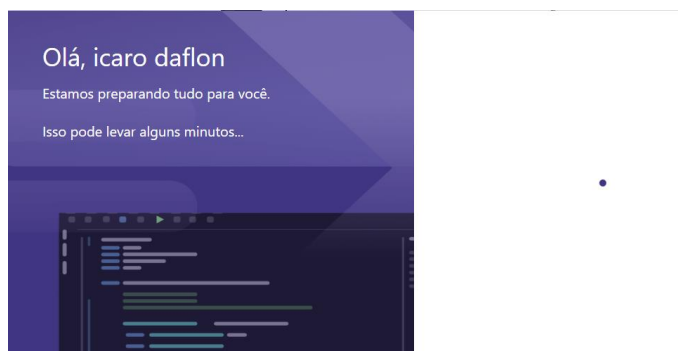 Olá, icaro daflon
Estamos preparando tudo para você.
Isso pode levar alguns minutos...